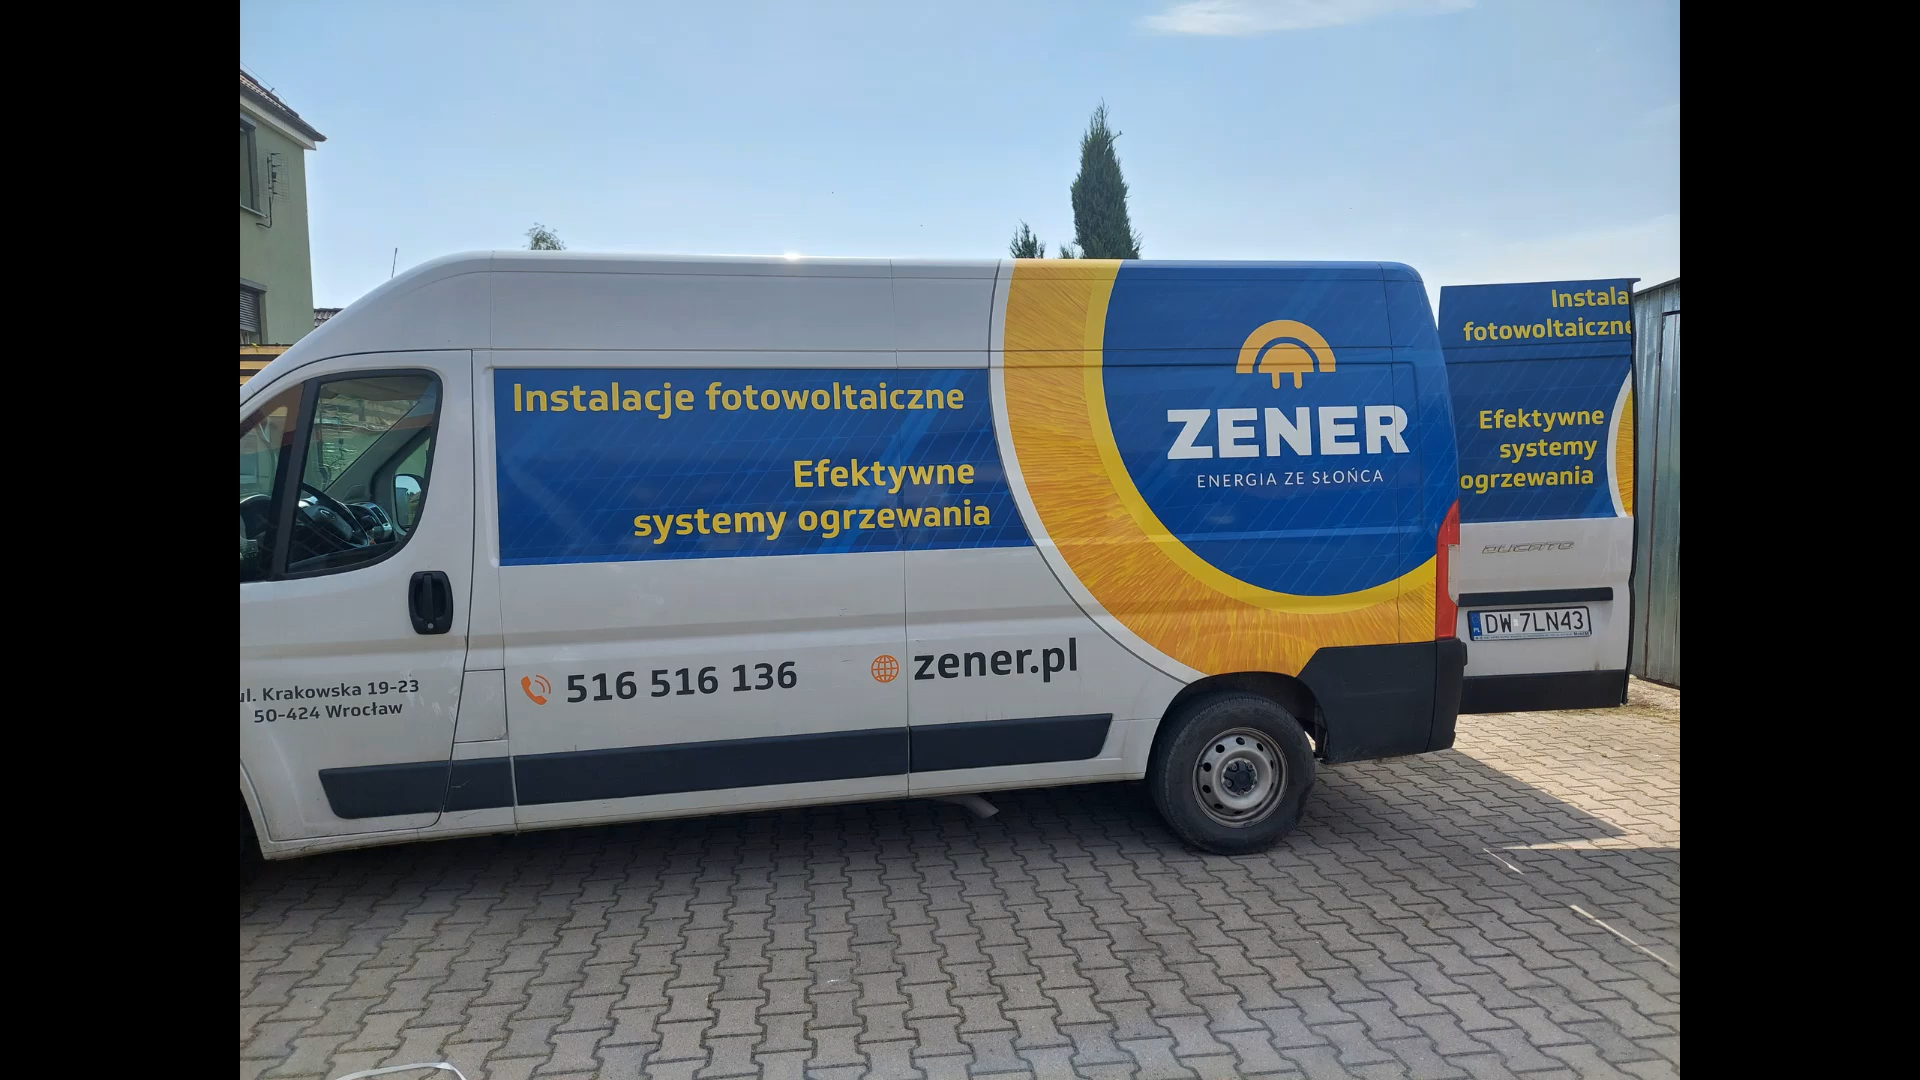 Instalacje fotowoltaiczne
Efektywne
systemy ogrzewania
ZENER
ENERGIA ZE SŁOŃCA
516 516 136
zener.pl
ul. Krakowska 19-23
50-424 Wrocław
Instala
fotowoltaiczne
Efektywne
systemy
ogrzewania
DUCATO
DW 7LN43